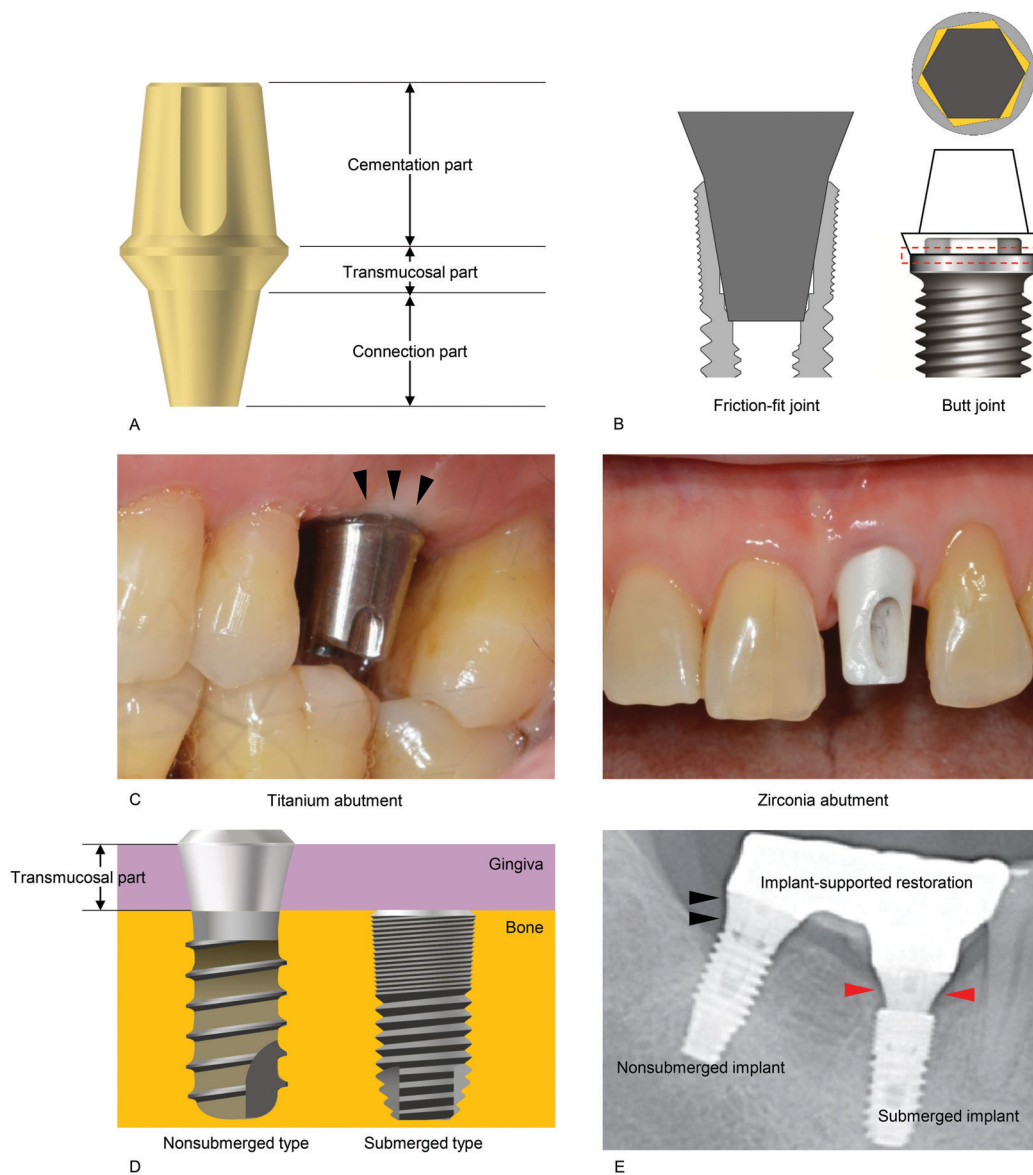 Cementation part
Transmucosal part
Connection part
A
Friction-fit joint
Butt joint
B
C
Titanium abutment
Zirconia abutment
Transmucosal part
Gingiva
Bone
Nonsubmerged type
Submerged type
D
Implant-supported restoration
Nonsubmerged implant
Submerged implant
E